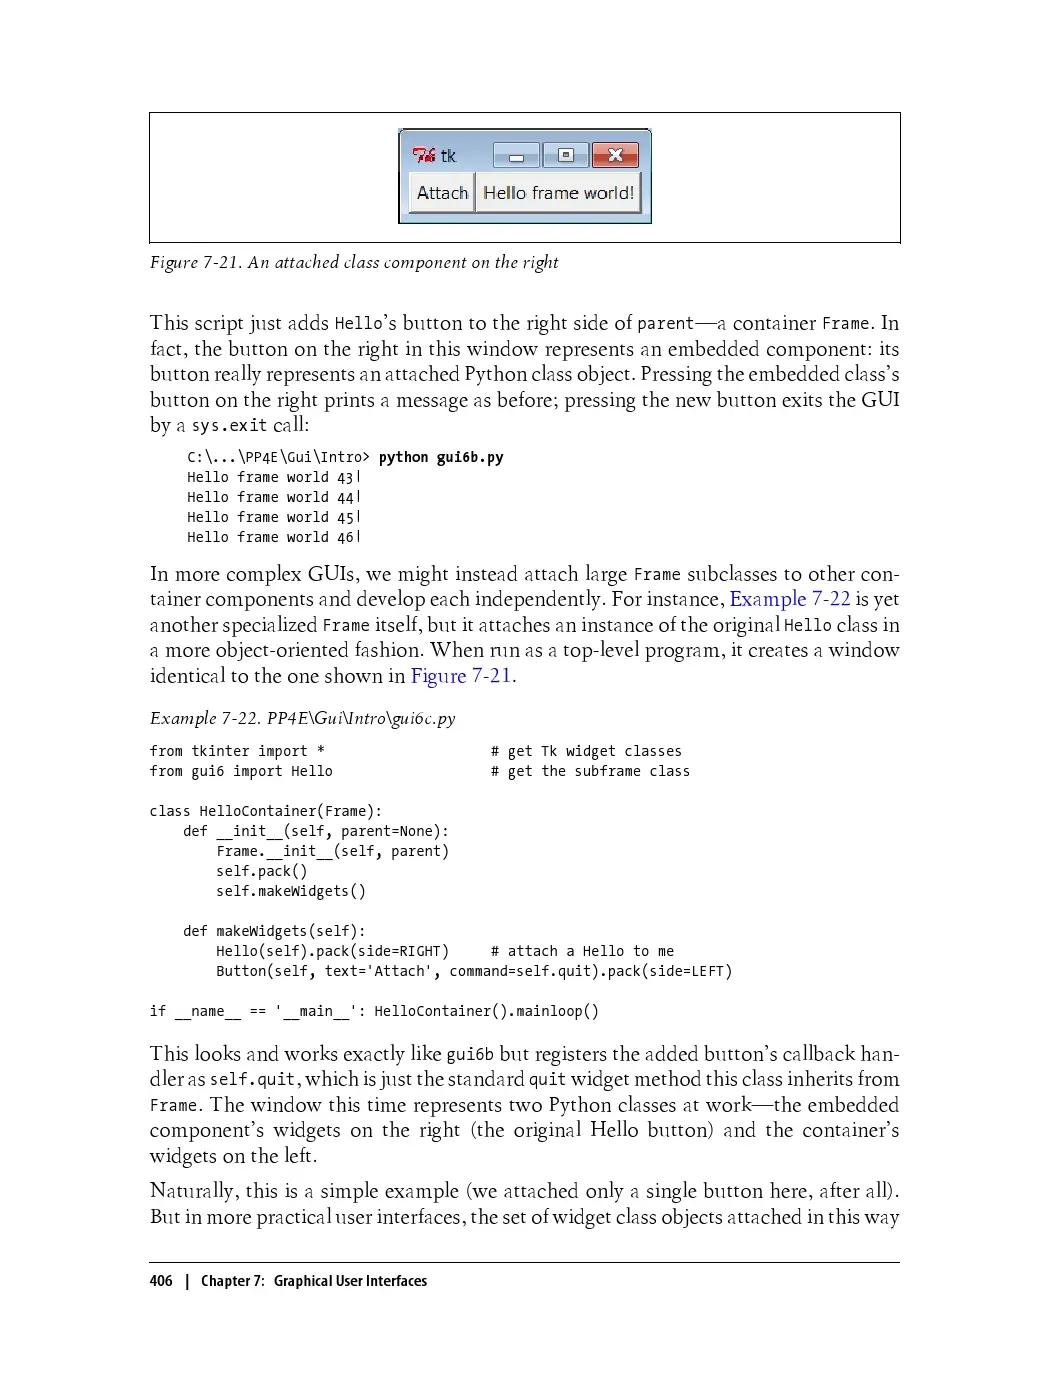 tk
Attach Hello frame world!
Figure 7-21. An attached class component on the right
This script just adds Hello’s button to the right side of parent—a container Frame. In
fact, the button on the right in this window represents an embedded component: its
button really represents an attached Python class object. Pressing the embedded class’s
button on the right prints a message as before; pressing the new button exits the GUI
by a sys.exit call:
C:\...\PP4E\Gui\Intro> python gui6b.py
Hello frame world 43!
Hello frame world 44!
Hello frame world 45!
Hello frame world 46!
In more complex GUIs, we might instead attach large Frame subclasses to other con-
tainer components and develop each independently. For instance, Example 7-22 is yet
another specialized Frame itself, but it attaches an instance of the original Hello class in
a more object-oriented fashion. When run as a top-level program, it creates a window
identical to the one shown in Figure 7-21.
Example 7-22. PP4E\Gui\Intro\gui6c.py
from tkinter import * # get Tk widget classes
from gui6 import Hello # get the subframe class
class HelloContainer(Frame):
def __init__(self, parent=None):
Frame.__init__(self, parent)
self.pack()
self.makeWidgets()
def makeWidgets(self):
Hello(self).pack(side=RIGHT) # attach a Hello to me
Button(self, text='Attach', command=self.quit).pack(side=LEFT)
if __name__ == '__main__': HelloContainer().mainloop()
This looks and works exactly like gui6b but registers the added button’s callback han-
dler as self.quit, which is just the standard quit widget method this class inherits from
Frame. The window this time represents two Python classes at work—the embedded
component’s widgets on the right (the original Hello button) and the container’s
widgets on the left.
Naturally, this is a simple example (we attached only a single button here, after all).
But in more practical user interfaces, the set of widget class objects attached in this way
406 | Chapter 7: Graphical User Interfaces